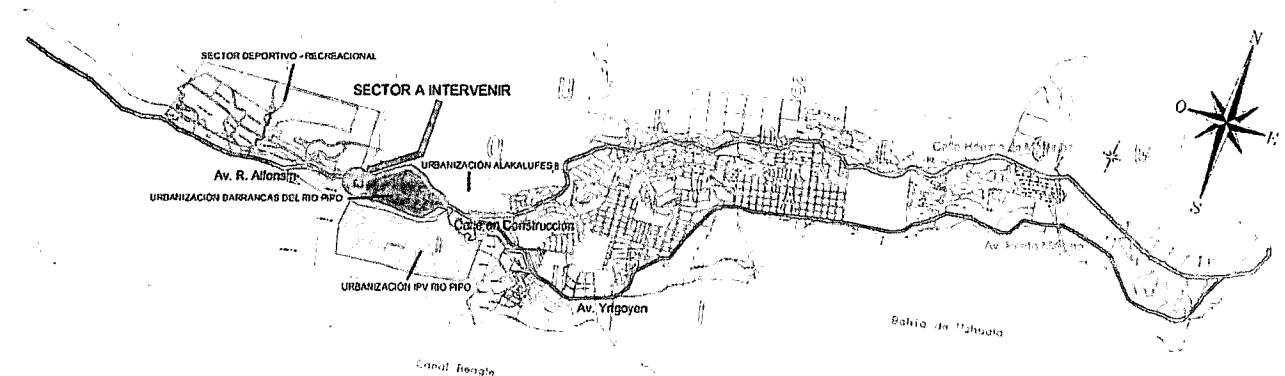 SECTOR DEPORTIVO - RECREACIONAL
SECTOR A INTERVENIR
N
O
E
S
URBANIZACIÓN ALAKALUFES II
Av. R. Alfonsín
URBANIZACIÓN BARRANCAS DEL RIO PIPO
Calle en Construcción
URBANIZACIÓN IPV RIO PIPO
Av. Yrigoyen
Bahía de Ushuaia
Canal Beagle